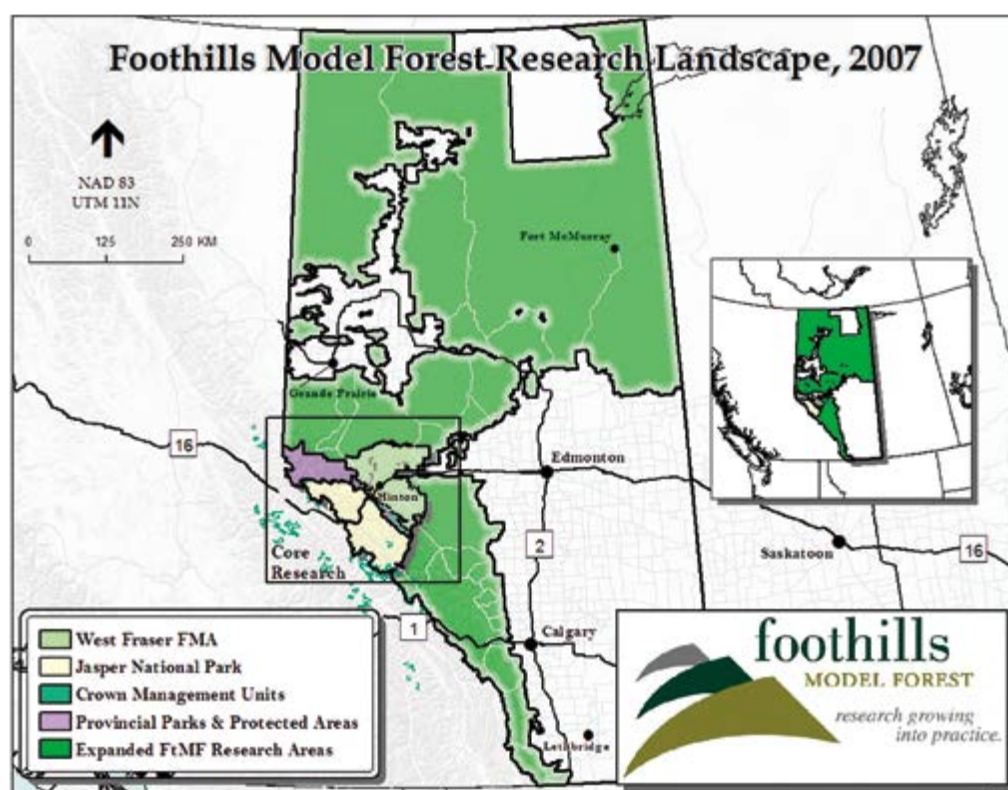 Foothills Model Forest Research Landscape, 2007
NAD 83
UTM 11N
0 125 250 KM
Fort McMurray
Grande Prairie
16
Edmonton
Hinton
2
Saskatoon
16
Core
Research
1
Calgary
Lethbridge
West Fraser FMA
Jasper National Park
Crown Management Units
Provincial Parks & Protected Areas
Expanded FtMF Research Areas
foothills
MODEL FOREST
research growing
into practice.